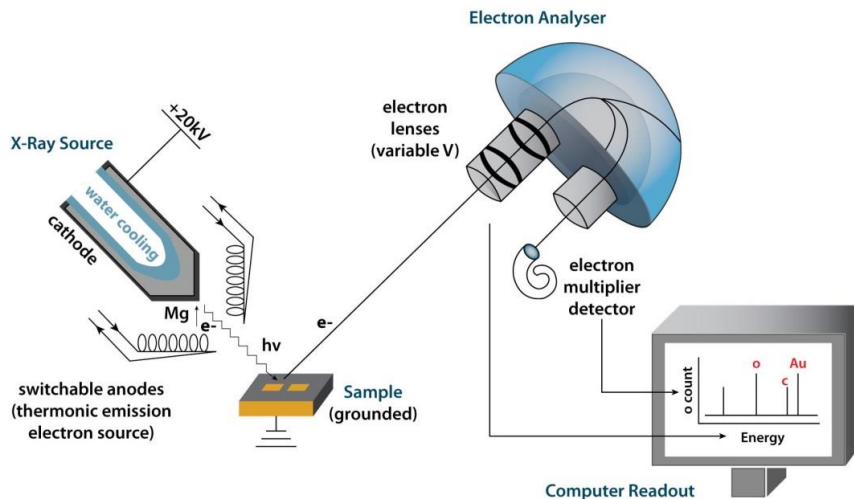 Electron Analyser
electron
lenses
(variable V)
+20kV
X-Ray Source
water cooling
cathode
Mg
e-
hv
e-
electron
multiplier
detector
switchable anodes
(thermonic emission
electron source)
Sample
(grounded)
o count
o
c
Au
Energy
Computer Readout